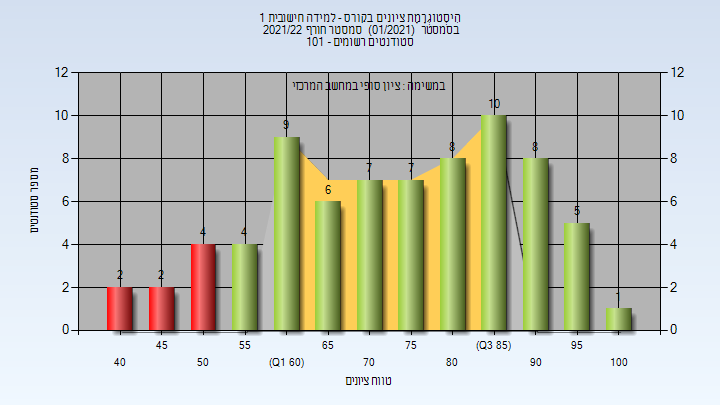 היסטוגרמת ציונים בקורס - למידה חישובית 1
בסמסטר (01/2021) סמסטר חורף 2021/22
סטודנטים רשומים - 101
במשימה : ציון סופי במחשב המרכזי
מספר סטודנטים
12 12
10 10
8 8
6 6
4 4
2 2
0 0
2 2 4 4 9 6 7 7 8 10 8 5 1
45 55 65 75 (Q3 85) 95
40 50 (Q1 60) 70 80 90 100
טווח ציונים